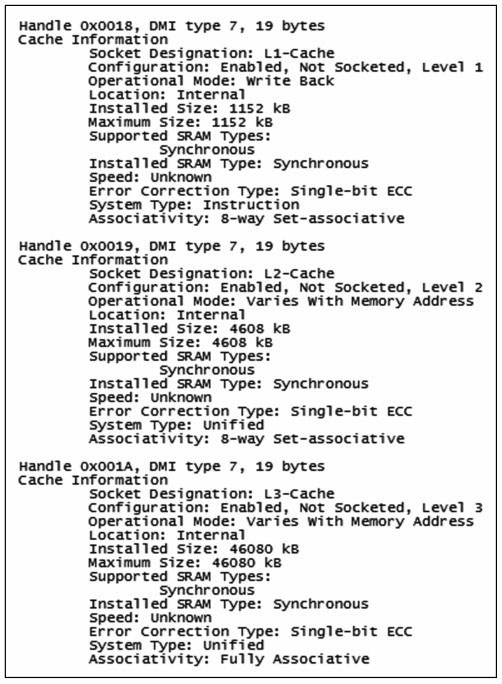 Handle 0x0018, DMI type 7, 19 bytes
Cache Information
Socket Designation: L1-Cache
Configuration: Enabled, Not Socketed, Level 1
Operational Mode: Write Back
Location: Internal
Installed Size: 1152 kB
Maximum Size: 1152 kB
Supported SRAM Types:
Synchronous
Installed SRAM Type: Synchronous
Speed: Unknown
Error Correction Type: Single-bit ECC
System Type: Instruction
Associativity: 8-way Set-associative
Handle 0x0019, DMI type 7, 19 bytes
Cache Information
Socket Designation: L2-Cache
Configuration: Enabled, Not Socketed, Level 2
Operational Mode: Varies With Memory Address
Location: Internal
Installed Size: 4608 kB
Maximum Size: 4608 kB
Supported SRAM Types:
Synchronous
Installed SRAM Type: Synchronous
Speed: Unknown
Error Correction Type: Single-bit ECC
System Type: Unified
Associativity: 8-way Set-associative
Handle 0x001A, DMI type 7, 19 bytes
Cache Information
Socket Designation: L3-Cache
Configuration: Enabled, Not Socketed, Level 3
Operational Mode: Varies With Memory Address
Location: Internal
Installed Size: 46080 kB
Maximum Size: 46080 kB
Supported SRAM Types:
Synchronous
Installed SRAM Type: Synchronous
Speed: Unknown
Error Correction Type: Single-bit ECC
System Type: Unified
Associativity: Fully Associative